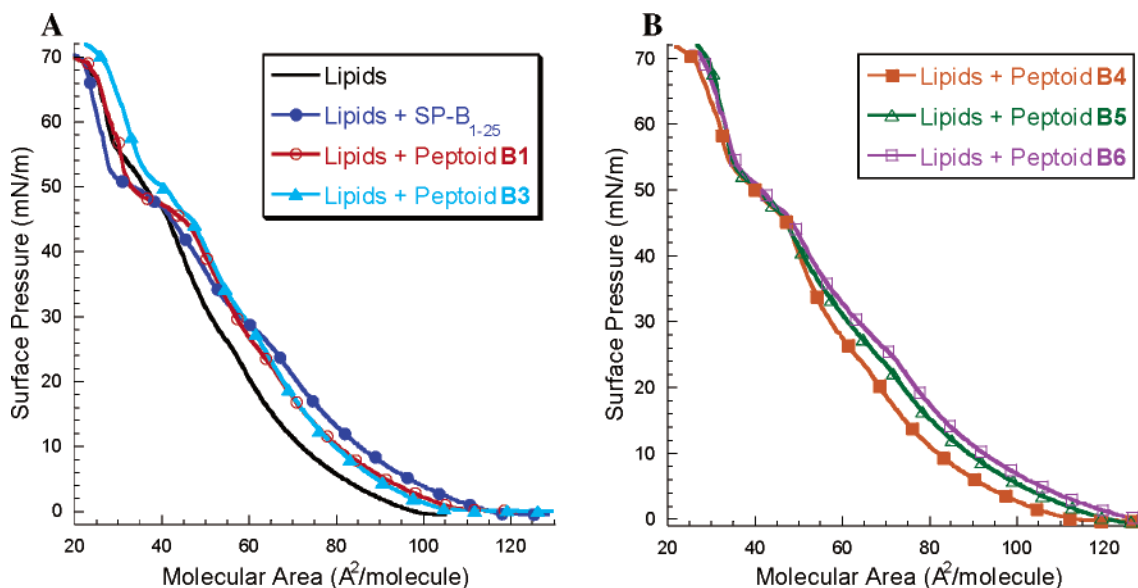 A
Surface Pressure (mN/m)
70
60
50
40
30
20
10
0
20 40 60 80 100 120
Molecular Area (A²/molecule)
Lipids
Lipids + SP-B₁₋₂₅
Lipids + Peptoid B1
Lipids + Peptoid B3
B
Surface Pressure (mN/m)
70
60
50
40
30
20
10
0
20 40 60 80 100 120
Molecular Area (A²/molecule)
Lipids + Peptoid B4
Lipids + Peptoid B5
Lipids + Peptoid B6